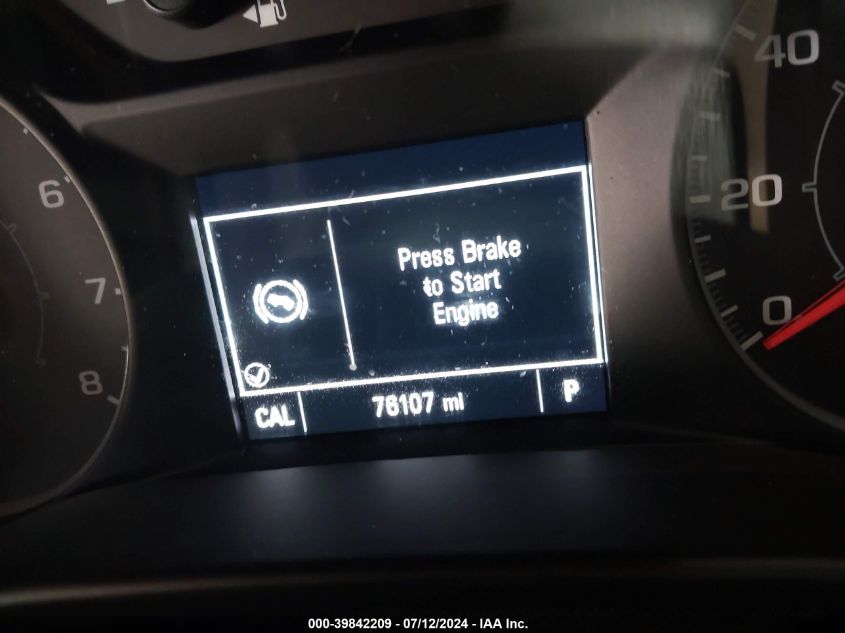 40
6
20
Press Brake
to Start
Engine
7
0
8
CAL
76107 mi
P
000-39842209 - 07/12/2024 - IAA Inc.